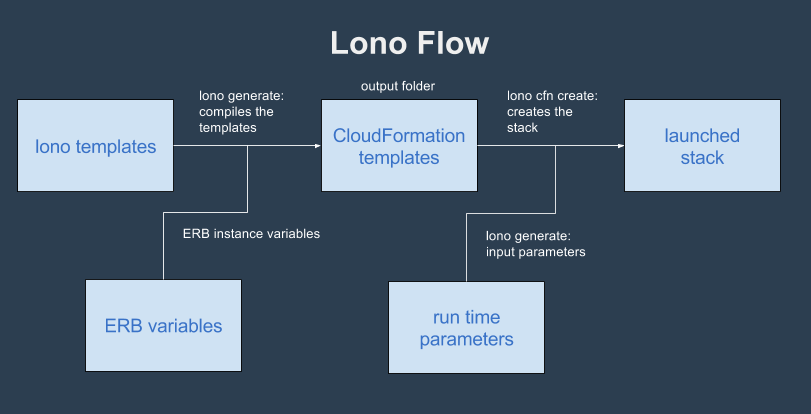 Lono Flow
lono templates
lono generate:
compiles the
templates
output folder
CloudFormation
templates
lono cfn create:
creates the
stack
launched
stack
ERB instance variables
ERB variables
lono generate:
input parameters
run time
parameters